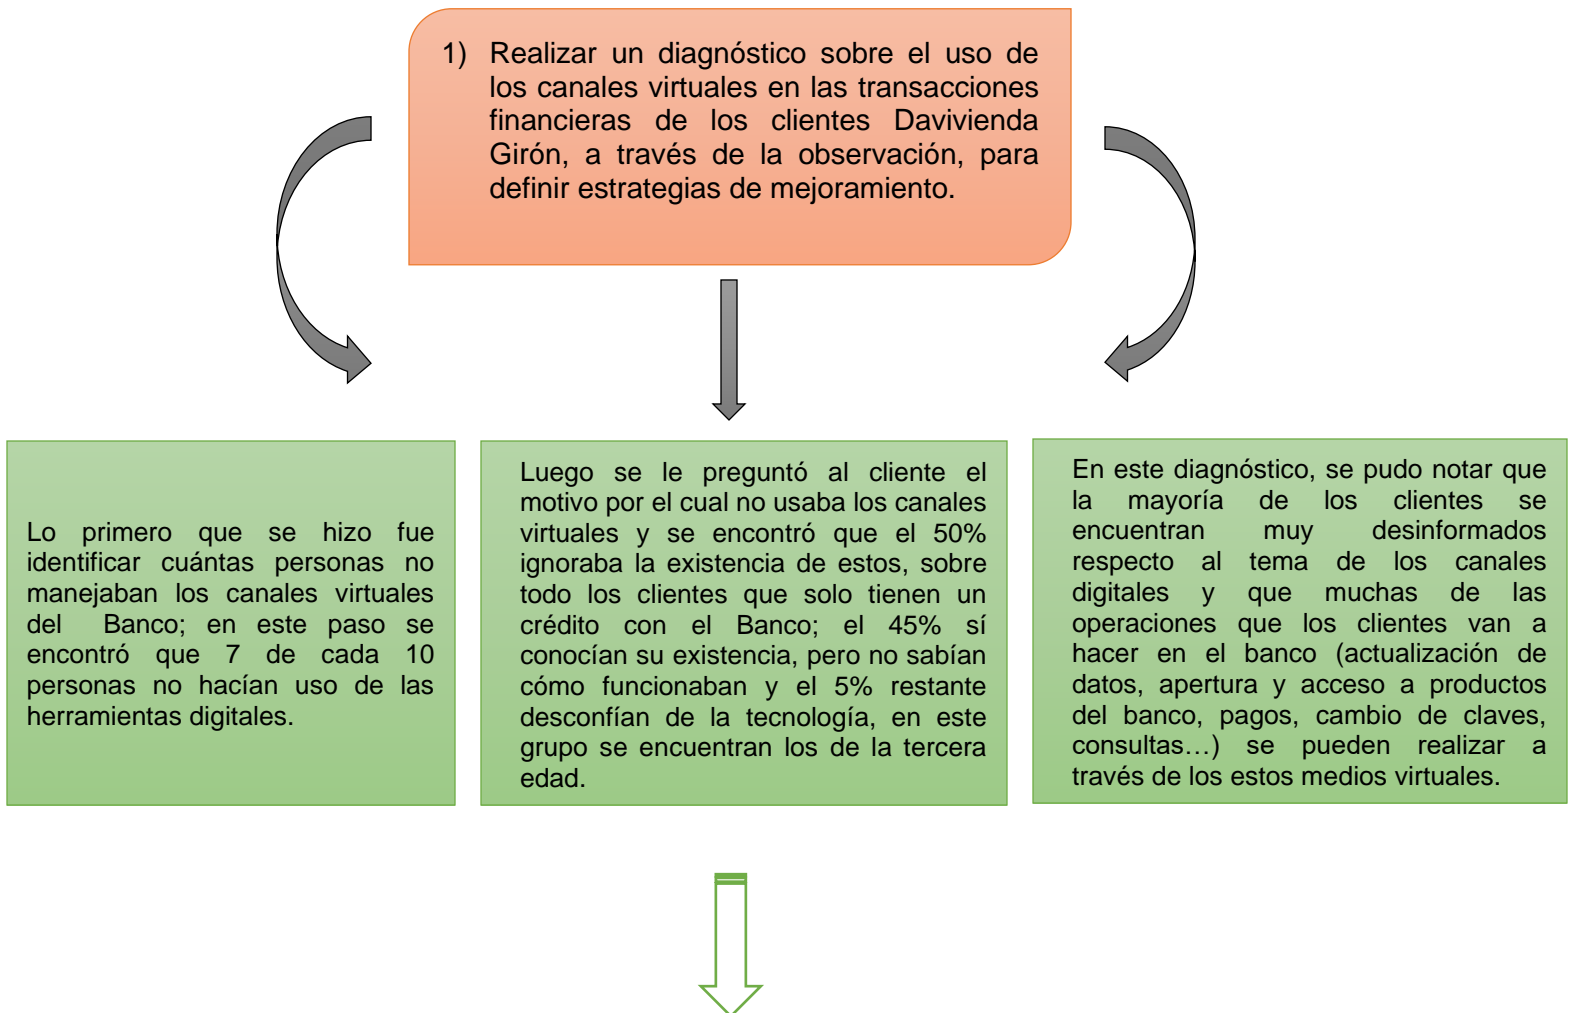 1) Realizar un diagnóstico sobre el uso de
los canales virtuales en las transacciones
financieras de los clientes Davivienda
Girón, a través de la observación, para
definir estrategias de mejoramiento.
Lo primero que se hizo fue
identificar cuántas personas no
manejaban los canales virtuales
del Banco; en este paso se
encontró que 7 de cada 10
personas no hacían uso de las
herramientas digitales.
Luego se le preguntó al cliente el
motivo por el cual no usaba los canales
virtuales y se encontró que el 50%
ignoraba la existencia de estos, sobre
todo los clientes que solo tienen un
crédito con el Banco; el 45% sí
conocían su existencia, pero no sabían
cómo funcionaban y el 5% restante
desconfían de la tecnología, en este
grupo se encuentran los de la tercera
edad.
En este diagnóstico, se pudo notar que
la mayoría de los clientes se
encuentran muy desinformados
respecto al tema de los canales
digitales y que muchas de las
operaciones que los clientes van a
hacer en el banco (actualización de
datos, apertura y acceso a productos
del banco, pagos, cambio de claves,
consultas…) se pueden realizar a
través de los estos medios virtuales.